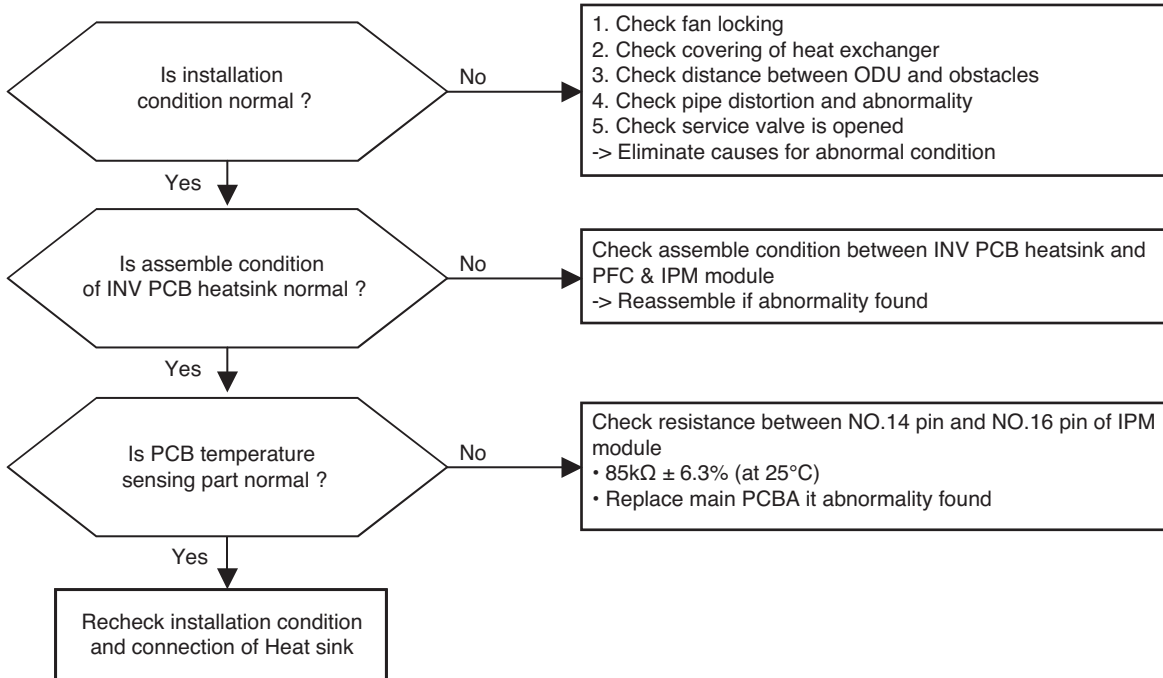 Is installation
condition normal ?
No
1. Check fan locking
2. Check covering of heat exchanger
3. Check distance between ODU and obstacles
4. Check pipe distortion and abnormality
5. Check service valve is opened
-> Eliminate causes for abnormal condition
Yes
Is assemble condition
of INV PCB heatsink normal ?
No
Check assemble condition between INV PCB heatsink and
PFC & IPM module
-> Reassemble if abnormality found
Yes
Is PCB temperature
sensing part normal ?
No
Check resistance between NO.14 pin and NO.16 pin of IPM
module
• 85kΩ ± 6.3% (at 25°C)
• Replace main PCBA it abnormality found
Yes
Recheck installation condition
and connection of Heat sink